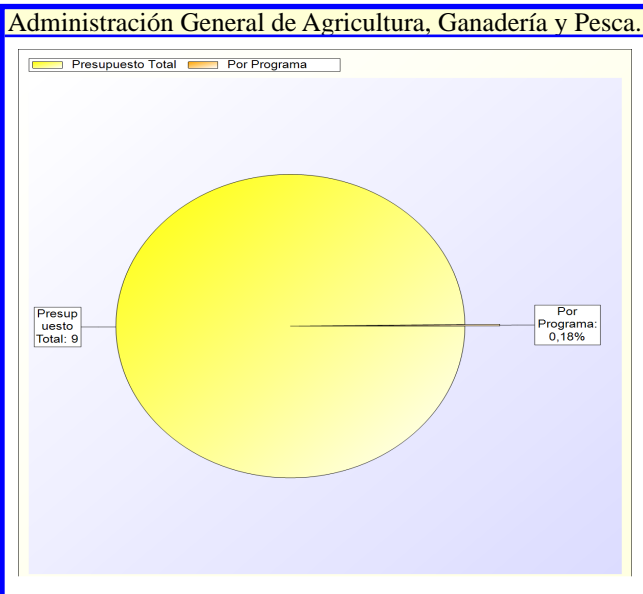 Administración General de Agricultura, Ganadería y Pesca.
Presupuesto Total Por Programa
Presup
uesto
Total: 9
Por
Programa:
0,18%